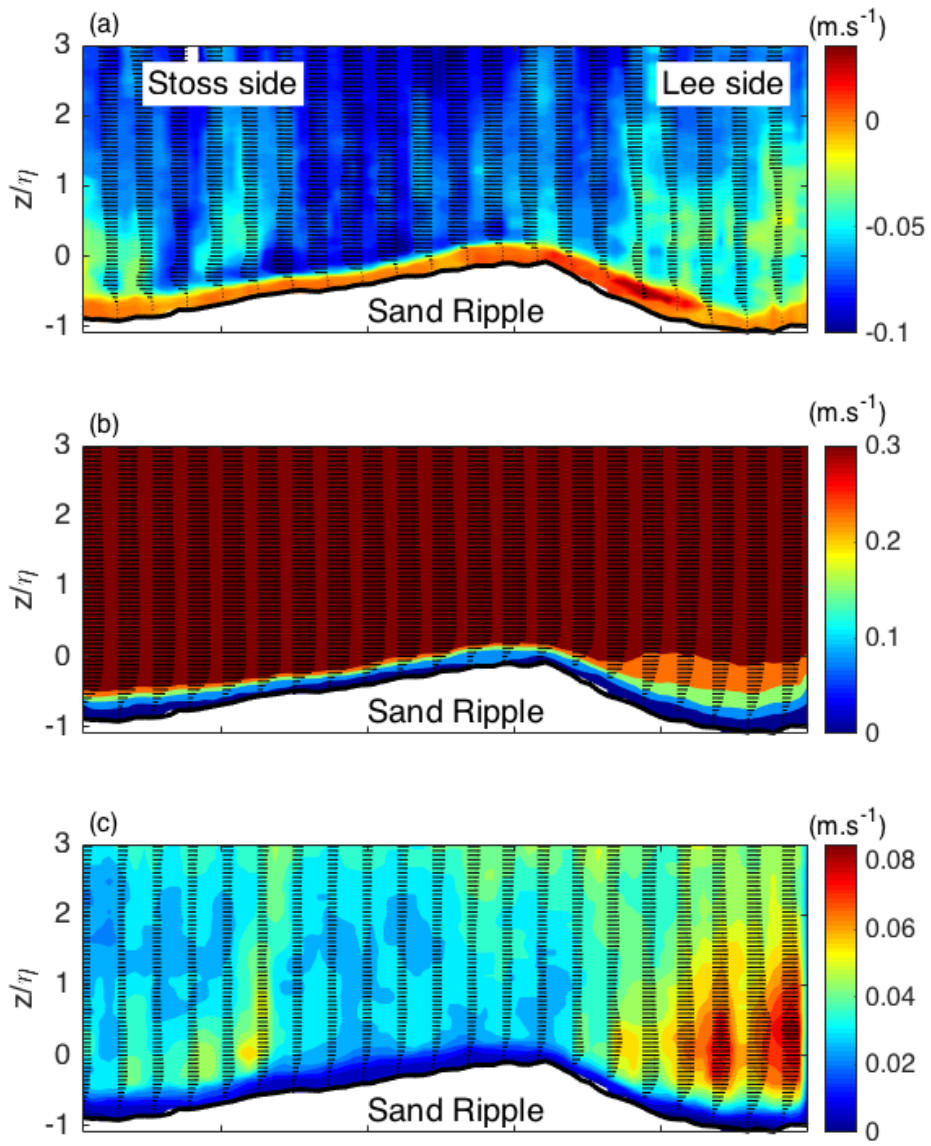 (a)
(m.s⁻¹)
3
2
1
0
-1
z/η
Stoss side
Lee side
Sand Ripple
0
-0.05
-0.1
(b)
(m.s⁻¹)
3
2
1
0
-1
z/η
Sand Ripple
0.3
0.2
0.1
0
(c)
(m.s⁻¹)
3
2
1
0
-1
z/η
Sand Ripple
0.08
0.06
0.04
0.02
0